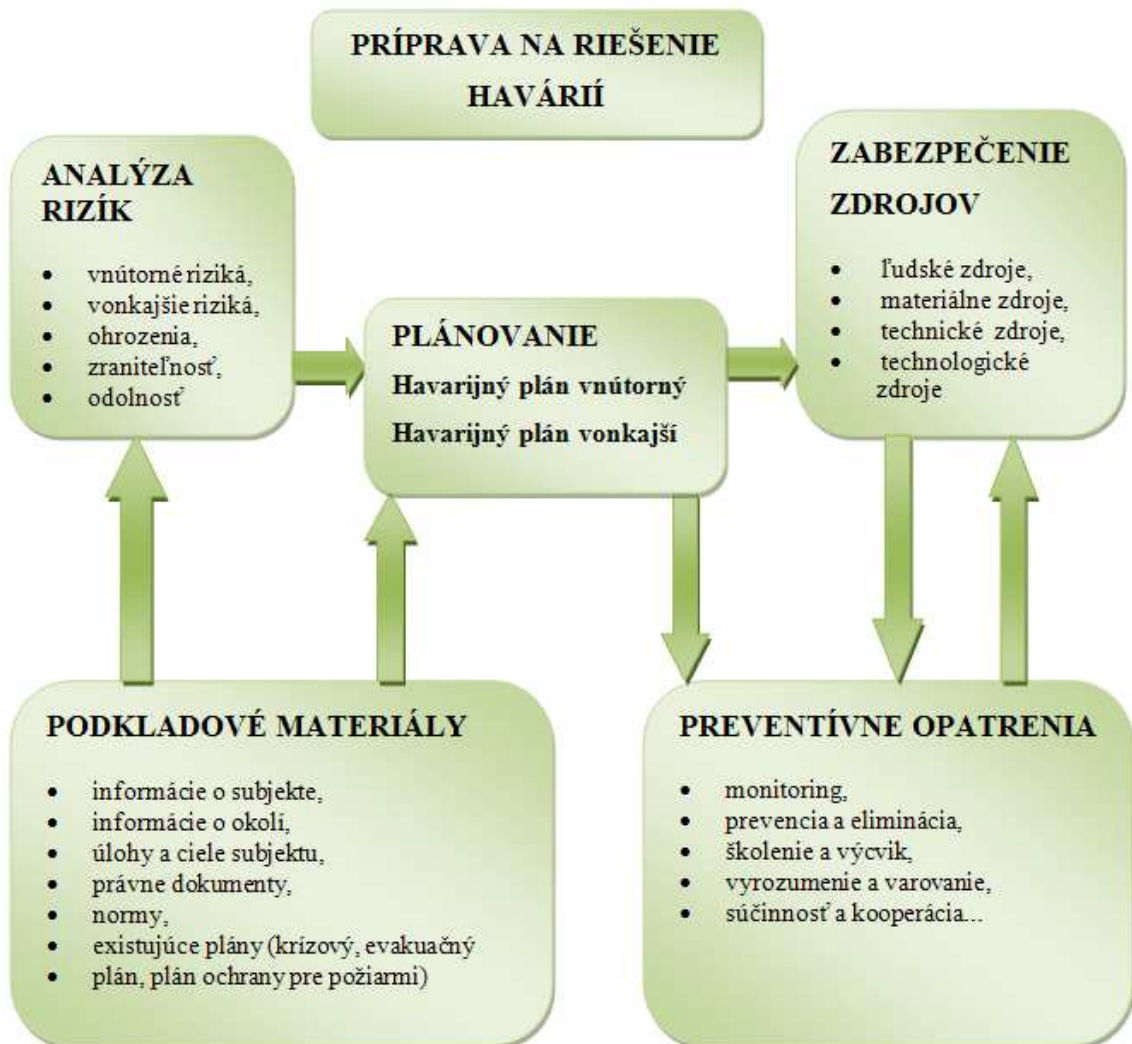 PRÍPRAVA NA RIEŠENIE
HAVÁRIÍ
ANALÝZA
RIZÍK
• vnútorné riziká,
• vonkajšie riziká,
• ohrozenia,
• zraniteľnosť,
• odolnosť
PLÁNOVANIE
Havarijný plán vnútorný
Havarijný plán vonkajší
ZABEZPEČENIE
ZDROJOV
• ľudské zdroje,
• materiálne zdroje,
• technické zdroje,
• technologické
zdroje
PODKLADOVÉ MATERIÁLY
• informácie o subjekte,
• informácie o okolí,
• úlohy a ciele subjektu,
• právne dokumenty,
• normy,
• existujúce plány (krízový, evakuačný
• plán, plán ochrany pre požiarmi)
PREVENTÍVNE OPATRENIA
• monitoring,
• prevencia a eliminácia,
• školenie a výcvik,
• vyrozumenie a varovanie,
• súčinnosť a kooperácia...